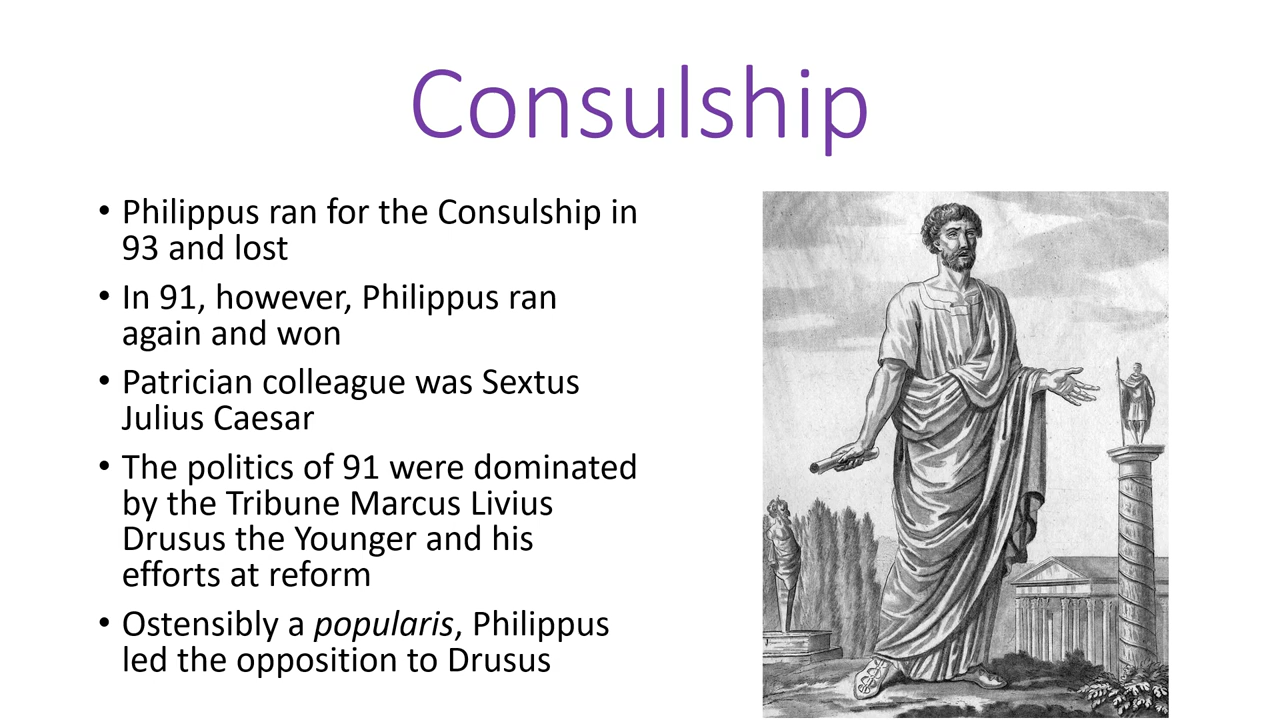 Consulship
• Philippus ran for the Consulship in
93 and lost
• In 91, however, Philippus ran
again and won
• Patrician colleague was Sextus
Julius Caesar
• The politics of 91 were dominated
by the Tribune Marcus Livius
Drusus the Younger and his
efforts at reform
• Ostensibly a popularis, Philippus
led the opposition to Drusus